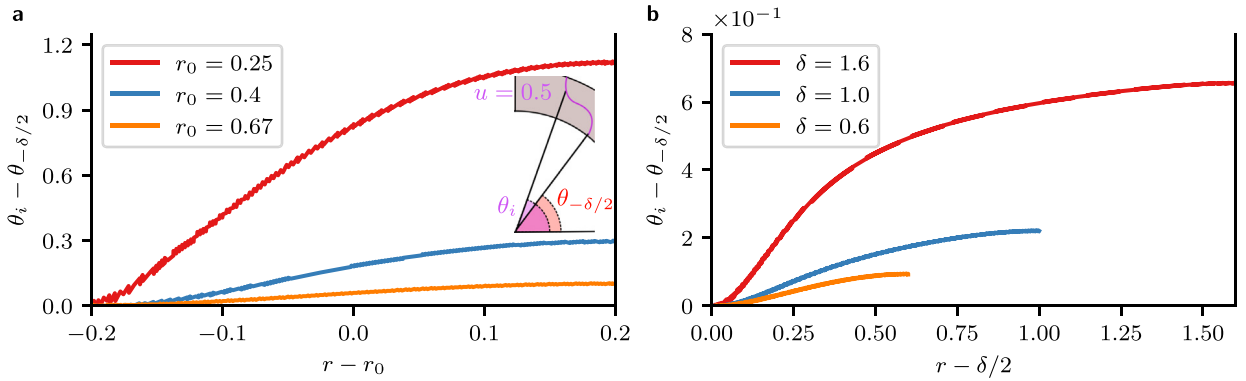 a
θᵢ − θ₋δ/₂
1.2
0.9
0.6
0.3
0.0
r₀ = 0.25
r₀ = 0.4
r₀ = 0.67
u = 0.5
θᵢ
θ₋δ/₂
−0.2 −0.1 0.0 0.1 0.2
r − r₀
b
×10⁻¹
θᵢ − θ₋δ/₂
8
6
4
2
0
δ = 1.6
δ = 1.0
δ = 0.6
0.00 0.25 0.50 0.75 1.00 1.25 1.50
r − δ/2